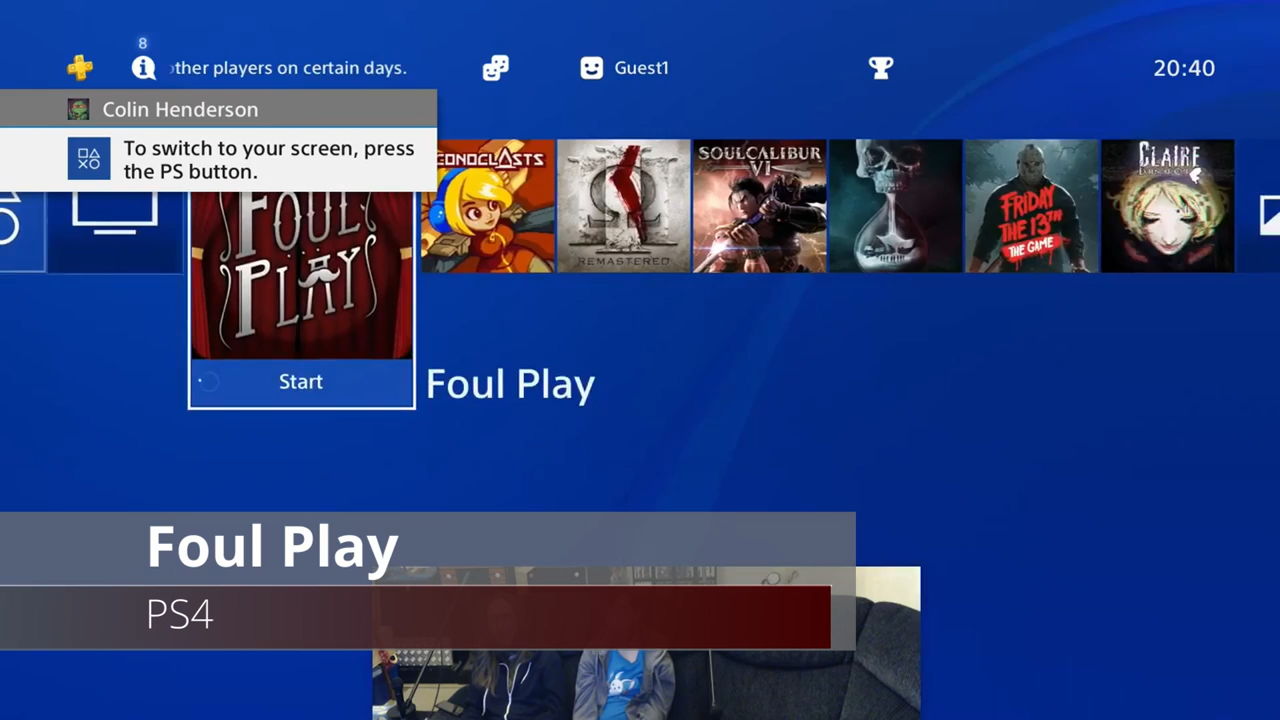 8
ther players on certain days.
Guest1
20:40
Colin Henderson
To switch to your screen, press
the PS button.
FOUL
PLAY
ICONOCLASTS
REMASTERED
SOULCALIBUR
VI
FRIDAY
THE 13TH
THE GAME
CLAIRE
Start
Foul Play
Foul Play
PS4